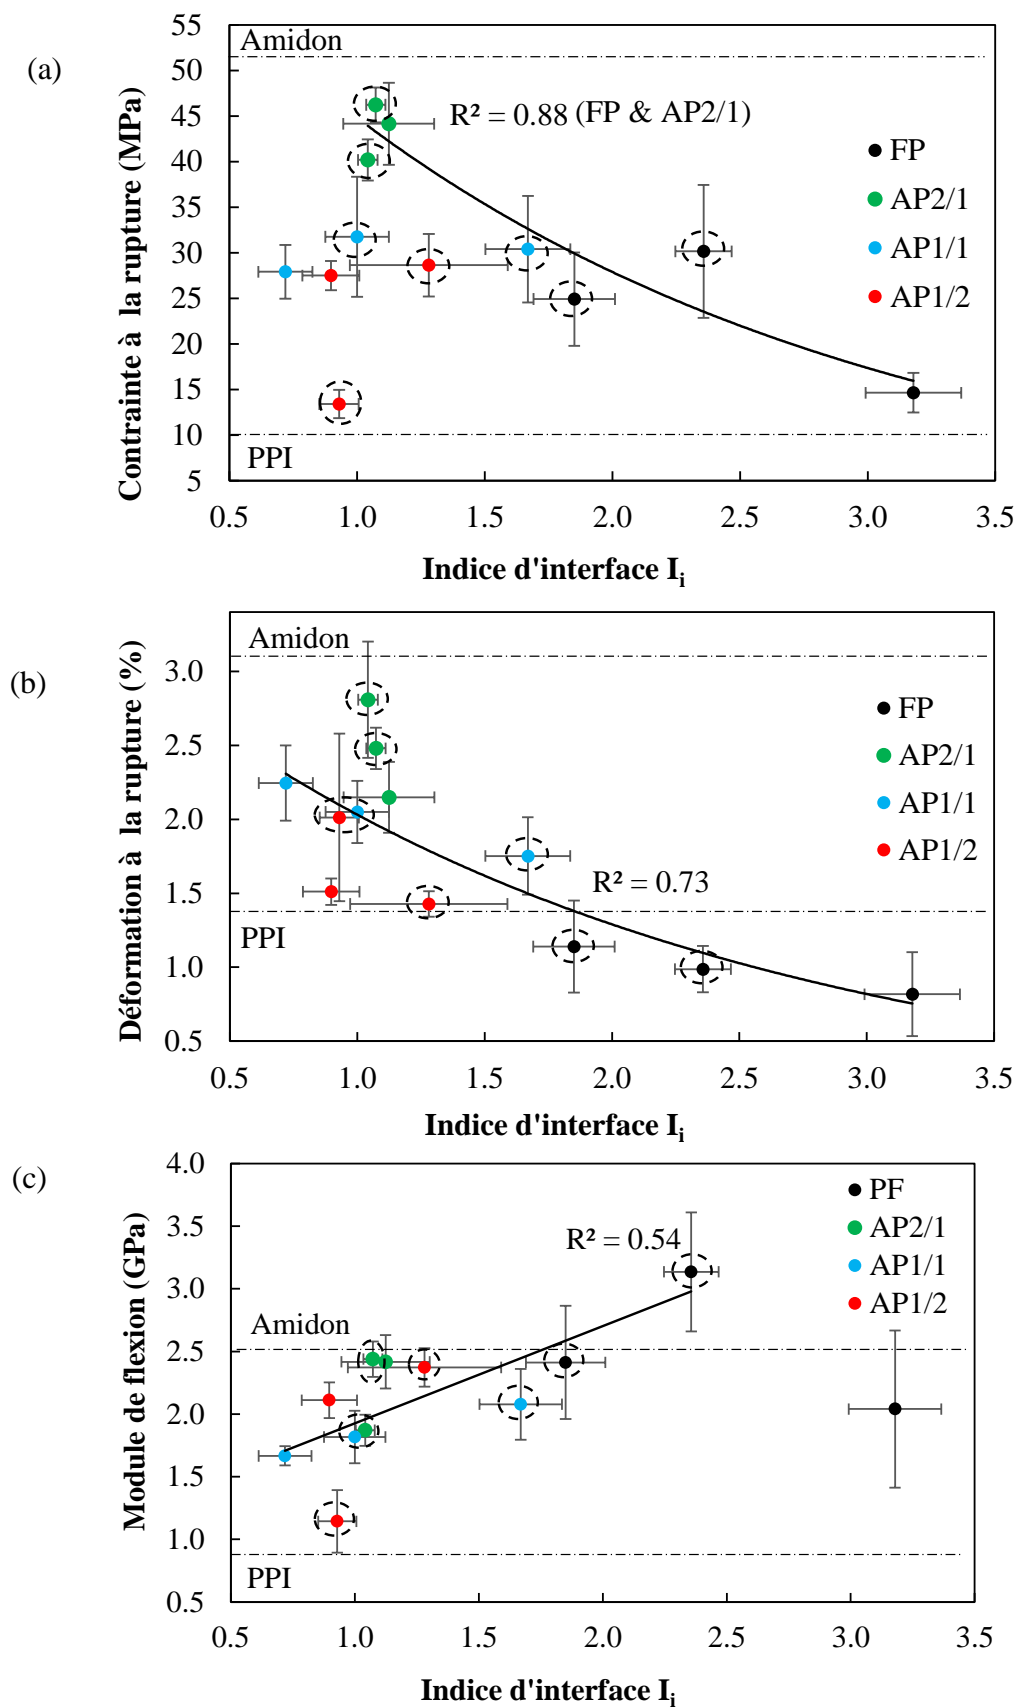 (a)
Contrainte à la rupture (MPa)
55
50
45
40
35
30
25
20
15
10
5
Amidon
R² = 0.88 (FP & AP2/1)
FP
AP2/1
AP1/1
AP1/2
PPI
0.5 1.0 1.5 2.0 2.5 3.0 3.5
Indice d'interface Ii
(b)
Déformation à la rupture (%)
3.0
2.5
2.0
1.5
1.0
0.5
Amidon
FP
AP2/1
AP1/1
AP1/2
R² = 0.73
PPI
0.5 1.0 1.5 2.0 2.5 3.0 3.5
Indice d'interface Ii
(c)
Module de flexion (GPa)
4.0
3.5
3.0
2.5
2.0
1.5
1.0
0.5
PF
AP2/1
AP1/1
AP1/2
R² = 0.54
Amidon
PPI
0.5 1.0 1.5 2.0 2.5 3.0 3.5
Indice d'interface Ii